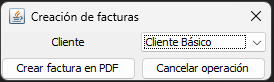 Creación de facturas
Cliente Cliente Básico
Crear factura en PDF Cancelar operación